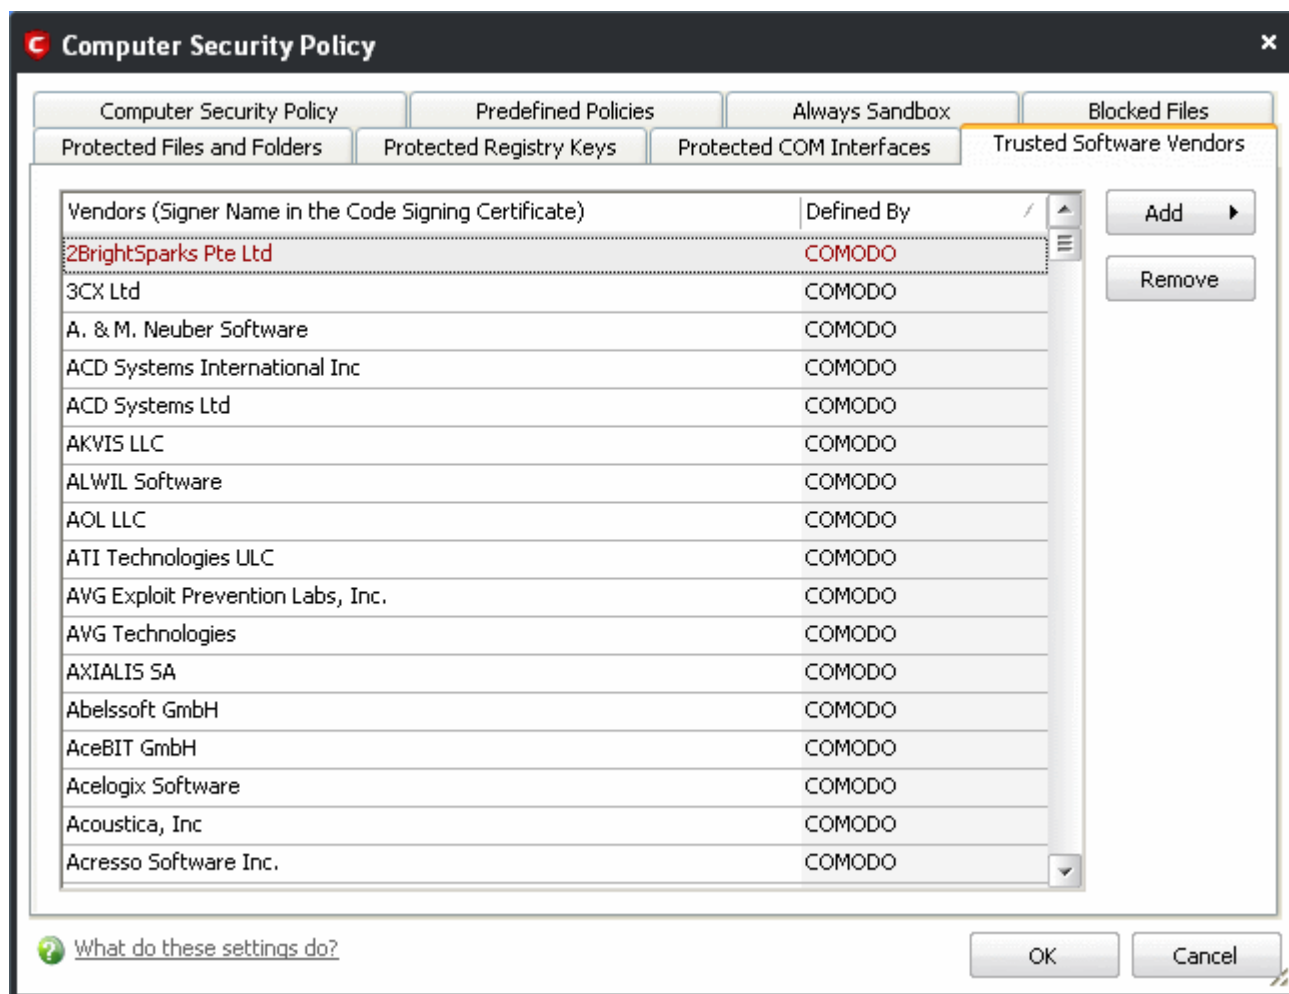 Computer Security Policy
Computer Security Policy Predefined Policies Always Sandbox Blocked Files
Protected Files and Folders Protected Registry Keys Protected COM Interfaces Trusted Software Vendors
Vendors (Signer Name in the Code Signing Certificate) Defined By Add
2BrightSparks Pte Ltd COMODO
3CX Ltd COMODO Remove
A. & M. Neuber Software COMODO
ACD Systems International Inc COMODO
ACD Systems Ltd COMODO
AKVIS LLC COMODO
ALWIL Software COMODO
AOL LLC COMODO
ATI Technologies ULC COMODO
AVG Exploit Prevention Labs, Inc. COMODO
AVG Technologies COMODO
AXIALIS SA COMODO
Abelssoft GmbH COMODO
AceBIT GmbH COMODO
Acelogix Software COMODO
Acoustica, Inc COMODO
Acresso Software Inc. COMODO
What do these settings do? OK Cancel